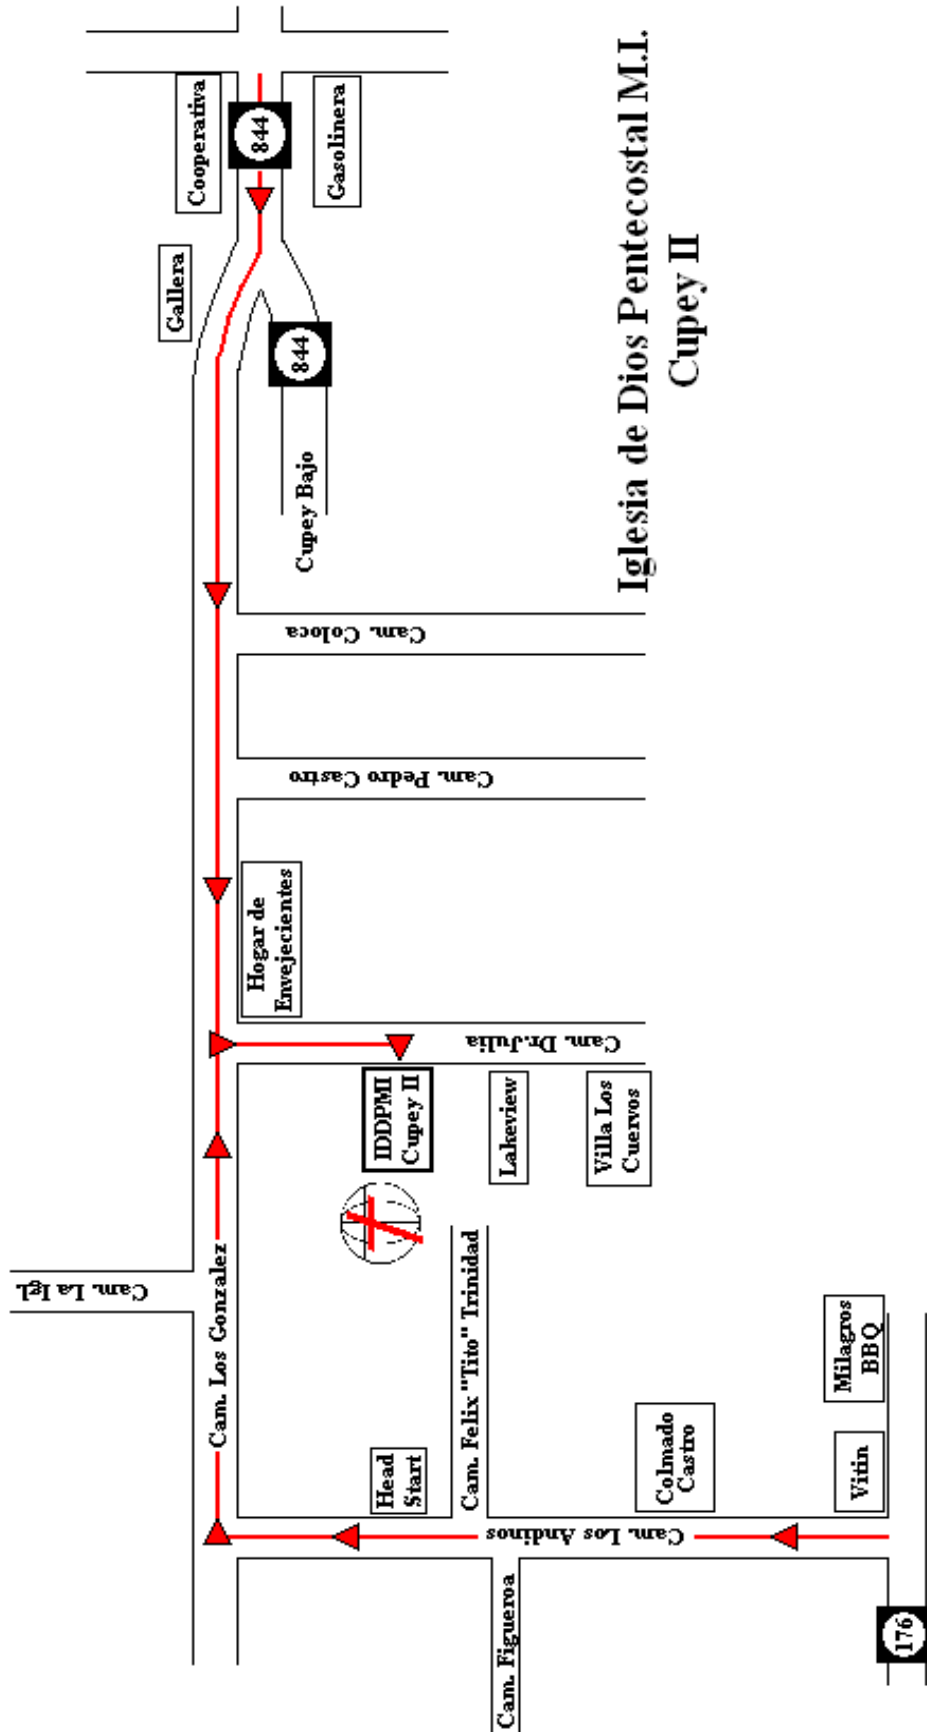 Iglesia de Dios Pentecostal M.I.
Cupey II
Cooperativa
844
Gasolinera
Gallera
844
Cupey Bajo
Cam. Coloca
Cam. Pedro Castro
Hogar de
Envejecientes
Cam. Dr.Julia
IDDPMI
Cupey II
Lakeview
Villa Los
Cuervos
Cam. La Igl.
Cam. Los Gonzalez
Cam. Felix "Tito" Trinidad
Milagros
BBQ
Head
Start
Colmado
Castro
Vitin
Cam. Los Andinos
Cam. Figueroa
176